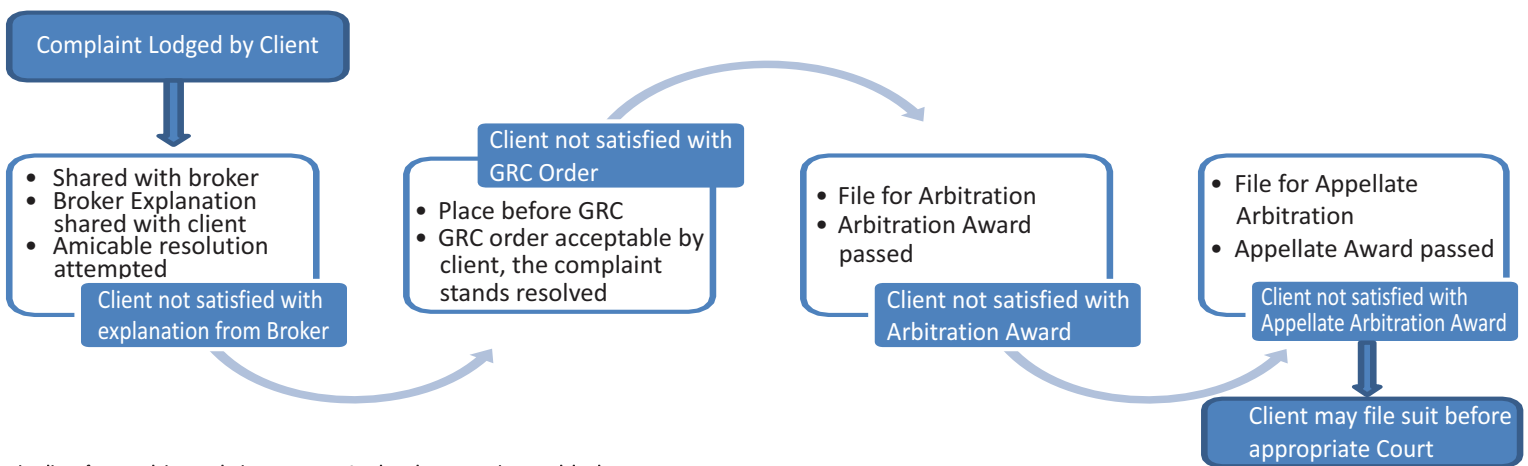 Complaint Lodged by Client
• Shared with broker
• Broker Explanation
shared with client
• Amicable resolution
attempted
Client not satisfied with
explanation from Broker
Client not satisfied with
GRC Order
• Place before GRC
• GRC order acceptable by
client, the complaint
stands resolved
• File for Arbitration
• Arbitration Award
passed
Client not satisfied with
Arbitration Award
• File for Appellate
Arbitration
• Appellate Award passed
Client not satisfied with
Appellate Arbitration Award
Client may file suit before
appropriate Court